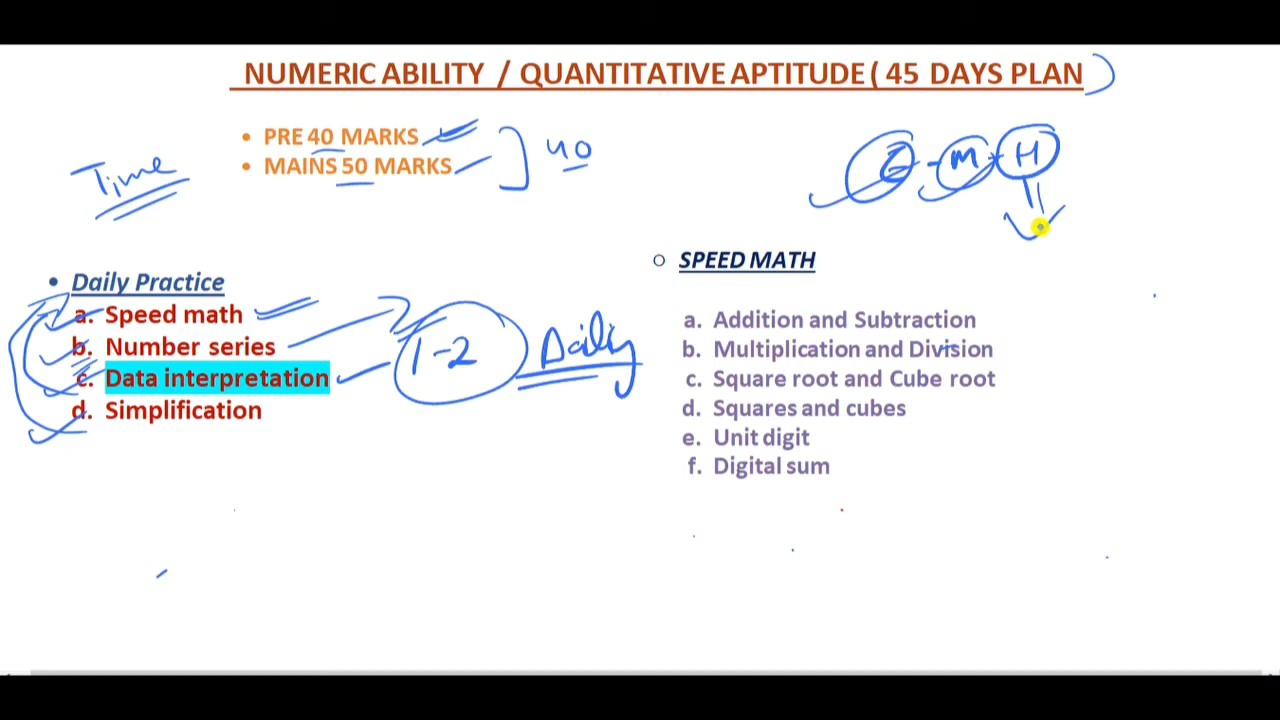 NUMERIC ABILITY / QUANTITATIVE APTITUDE ( 45 DAYS PLAN )
• PRE 40 MARKS
• MAINS 50 MARKS
40
Time
E - M - H
• Daily Practice
a. Speed math
b. Number series
c. Data interpretation
d. Simplification
1-2 Daily
○ SPEED MATH
a. Addition and Subtraction
b. Multiplication and Division
c. Square root and Cube root
d. Squares and cubes
e. Unit digit
f. Digital sum